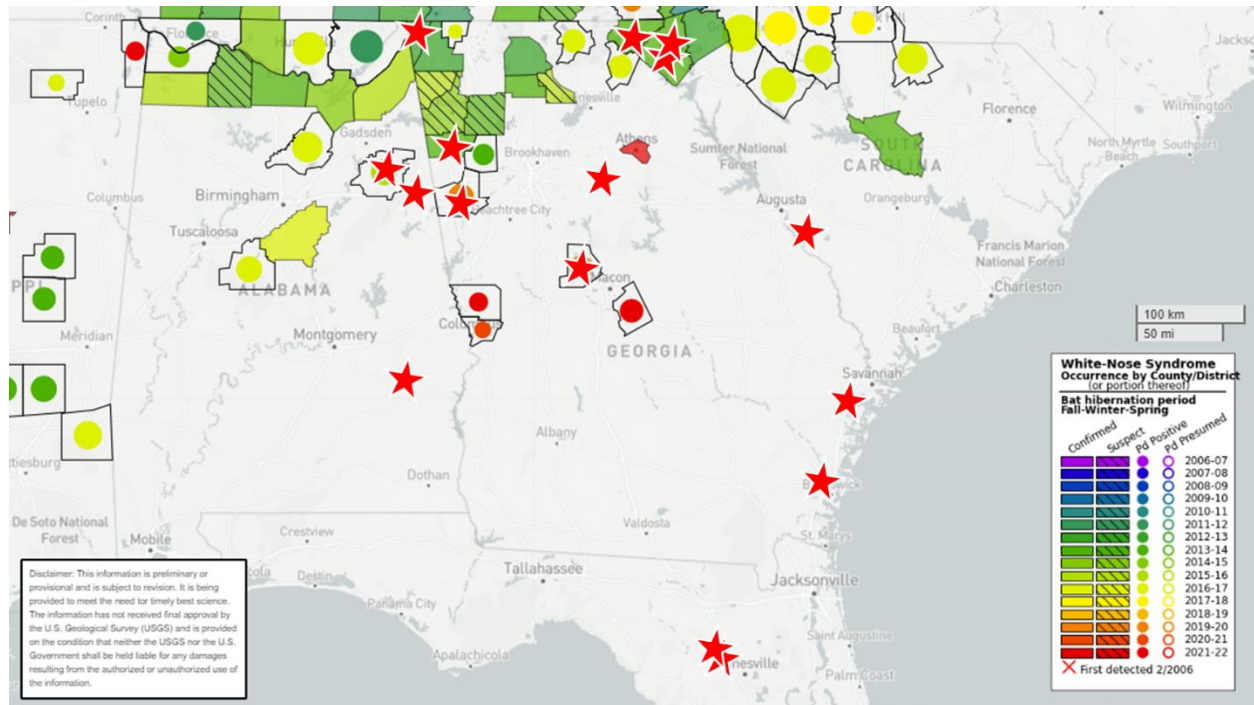 Corinth
Jackso
Florence
Tupelo
Wilmington
Florence
Gadsden
Athens
Brookhaven
Sumter National
Forest
SOUTH
CAROLINA
North Myrtle
Beach
Southport
Columbus
Birmingham
Augusta
Orangeburg
Tuscaloosa
Francis Marion
National Forest
ALABAMA
Macon
Charleston
100 km
50 mi
Meridian
Montgomery
GEORGIA
Beaufort
Savannah
Albany
Dothan
De Soto National
Forest
Mobile
Crestview
Valdosta
St. Marys
Destin
Tallahassee
Jacksonville
Panama City
Saint Augustine
Apalachicola
Palm Coast
White-Nose Syndrome
Occurrence by County/District
(or portion thereof)
Bat hibernation period
Fall-Winter-Spring
Confirmed
Suspect
Pd Positive
Pd Presumed
2006-07
2007-08
2008-09
2009-10
2010-11
2011-12
2012-13
2013-14
2014-15
2015-16
2016-17
2017-18
2018-19
2019-20
2020-21
2021-22
First detected 2/2006
Disclaimer: This information is preliminary or
provisional and is subject to revision. It is being
provided to meet the need for timely best science.
The information has not received final approval by
the U.S. Geological Survey (USGS) and is provided
on the condition that neither the USGS nor the U.S.
Government shall be held liable for any damages
resulting from the authorized or unauthorized use of
the information.